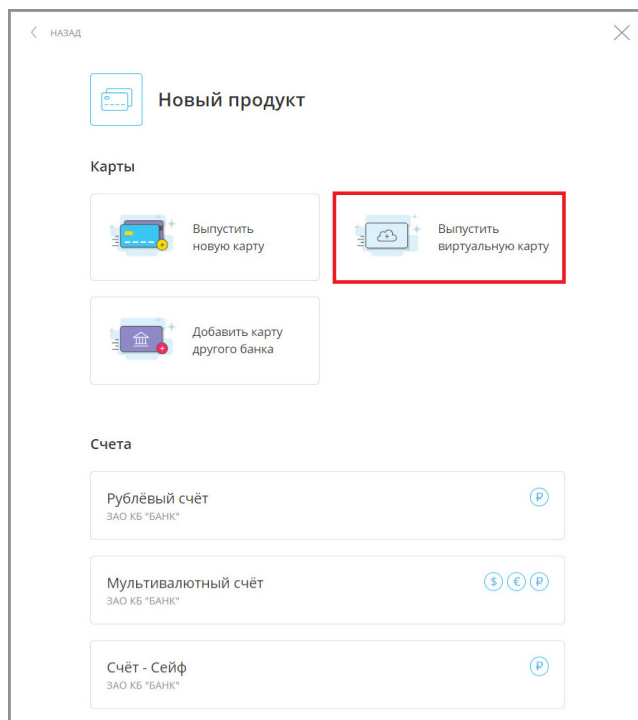 НАЗАД
Новый продукт
Карты
Выпустить
новую карту
Выпустить
виртуальную карту
Добавить карту
другого банка
Счета
Рублёвый счёт
ЗАО КБ "БАНК"
₽
Мультивалютный счёт
ЗАО КБ "БАНК"
$ € ₽
Счёт - Сейф
ЗАО КБ "БАНК"
₽